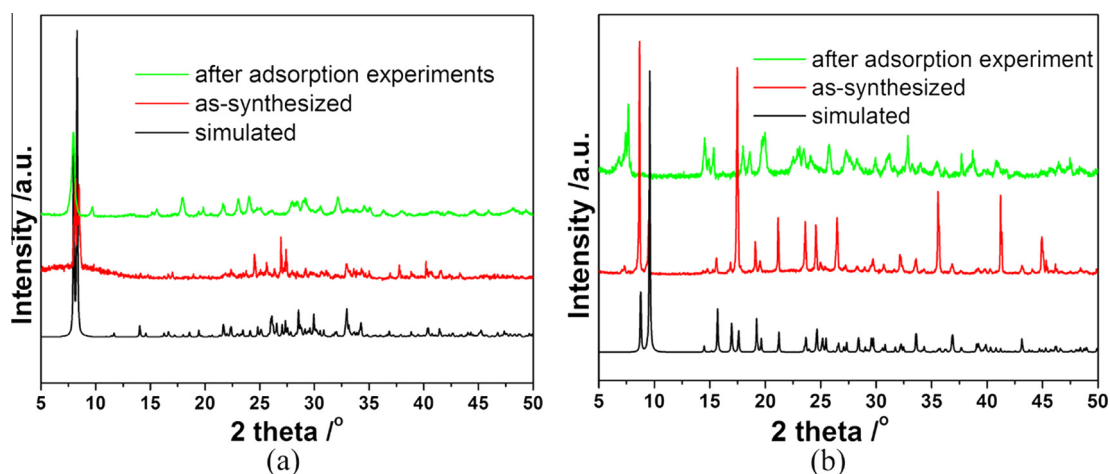 (a)
after adsorption experiments
as-synthesized
simulated
Intensity /a.u.
5 10 15 20 25 30 35 40 45 50
2 theta /°
(a)
(b)
after adsorption experiment
as-synthesized
simulated
Intensity /a.u.
5 10 15 20 25 30 35 40 45 50
2 theta /°
(b)